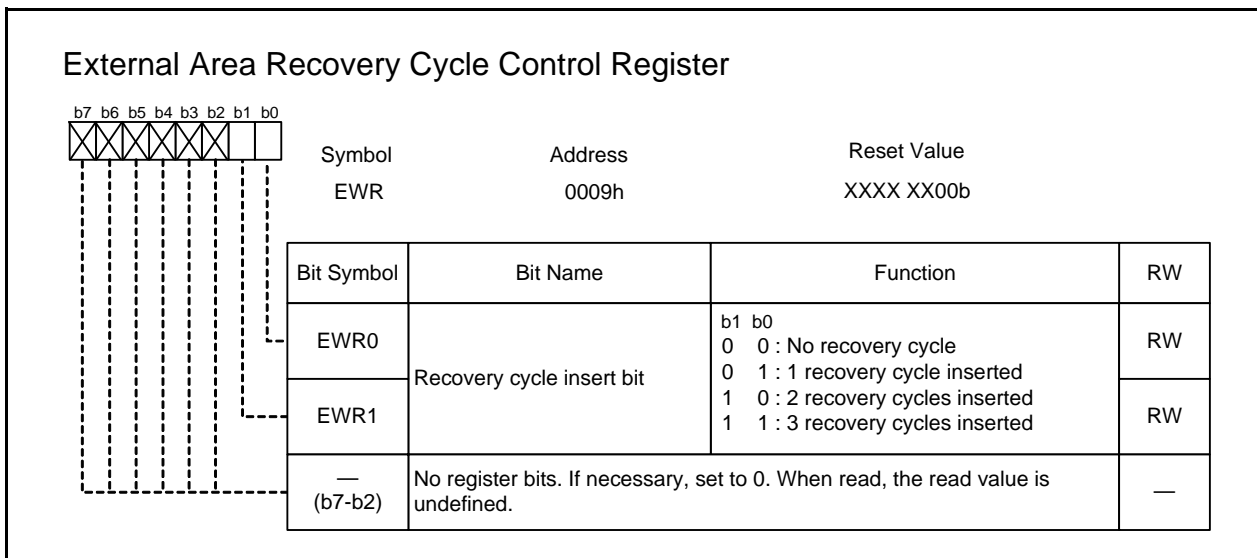 External Area Recovery Cycle Control Register
b7 b6 b5 b4 b3 b2 b1 b0
Symbol Address Reset Value
EWR 0009h XXXX XX00b
Bit Symbol Bit Name Function RW
EWR0 RW
Recovery cycle insert bit
b1 b0
0 0 : No recovery cycle
0 1 : 1 recovery cycle inserted
1 0 : 2 recovery cycles inserted
1 1 : 3 recovery cycles inserted
EWR1 RW
—
(b7-b2)
No register bits. If necessary, set to 0. When read, the read value is
undefined.
—